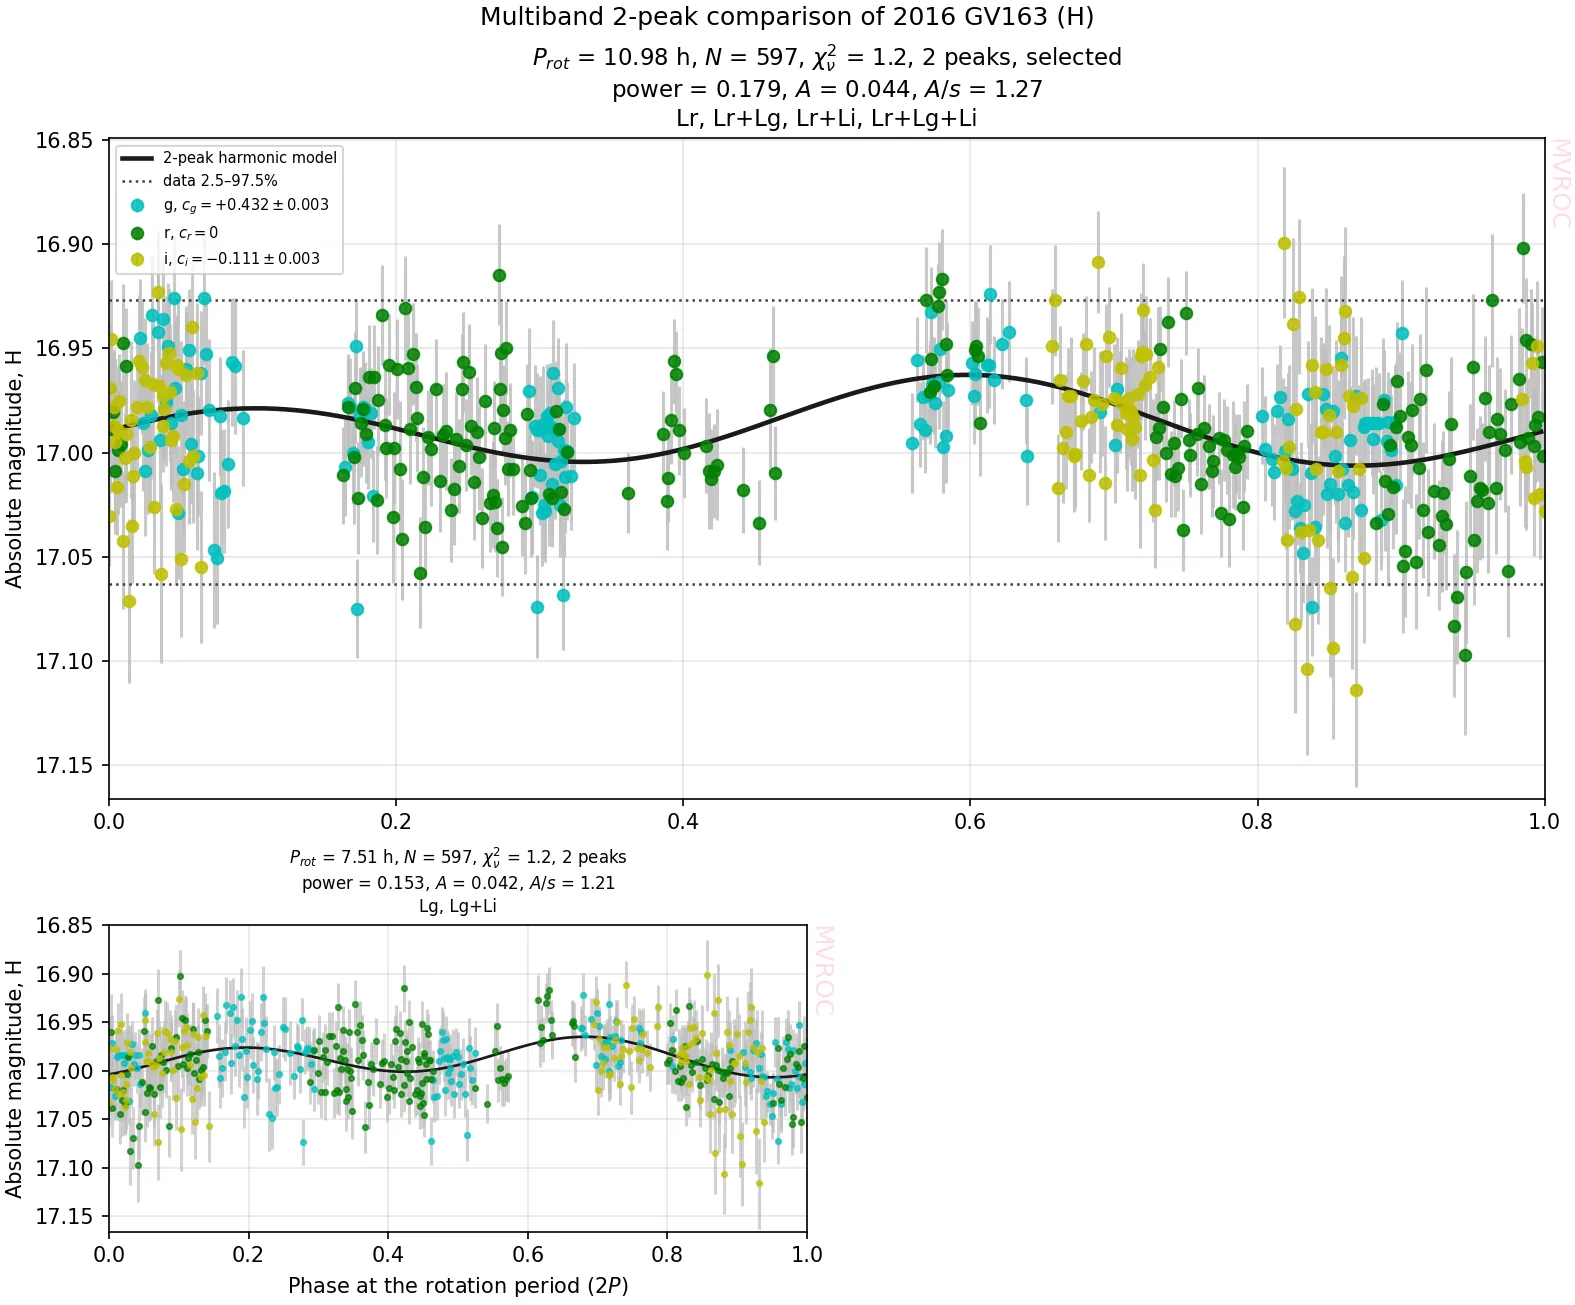 Multiband 2-peak comparison of 2016 GV163 (H)
P_rot = 10.98 h, N = 597, χ²_ν = 1.2, 2 peaks, selected
power = 0.179, A = 0.044, A/s = 1.27
Lr, Lr+Lg, Lr+Li, Lr+Lg+Li
2-peak harmonic model
data 2.5–97.5%
g, c_g = +0.432 ± 0.003
r, c_r = 0
i, c_i = −0.111 ± 0.003
MVROC
Absolute magnitude, H
16.85
16.90
16.95
17.00
17.05
17.10
17.15
0.0 0.2 0.4 0.6 0.8 1.0
P_rot = 7.51 h, N = 597, χ²_ν = 1.2, 2 peaks
power = 0.153, A = 0.042, A/s = 1.21
Lg, Lg+Li
MVROC
Absolute magnitude, H
16.85
16.90
16.95
17.00
17.05
17.10
17.15
0.0 0.2 0.4 0.6 0.8 1.0
Phase at the rotation period (2P)